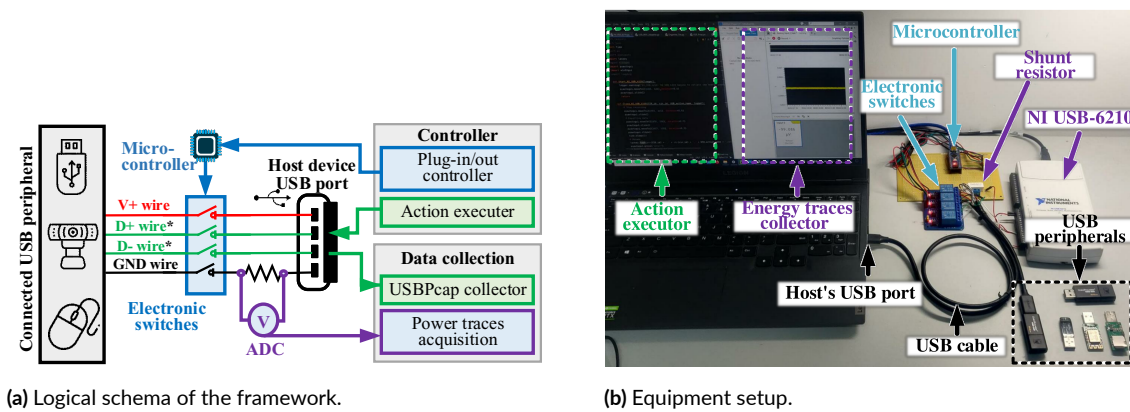 Connected USB peripheral
Micro-
controller
Host device
USB port
V+ wire
D+ wire*
D- wire*
GND wire
Electronic
switches
V
ADC
Controller
Plug-in/out
controller
Action executer
Data collection
USBPcap collector
Power traces
acquisition
(a) Logical schema of the framework.
Microcontroller
Shunt
resistor
Electronic
switches
NI USB-6210
Action
executor
Energy traces
collector
NATIONAL
INSTRUMENTS
USB
peripherals
Host's USB port
USB cable
(b) Equipment setup.